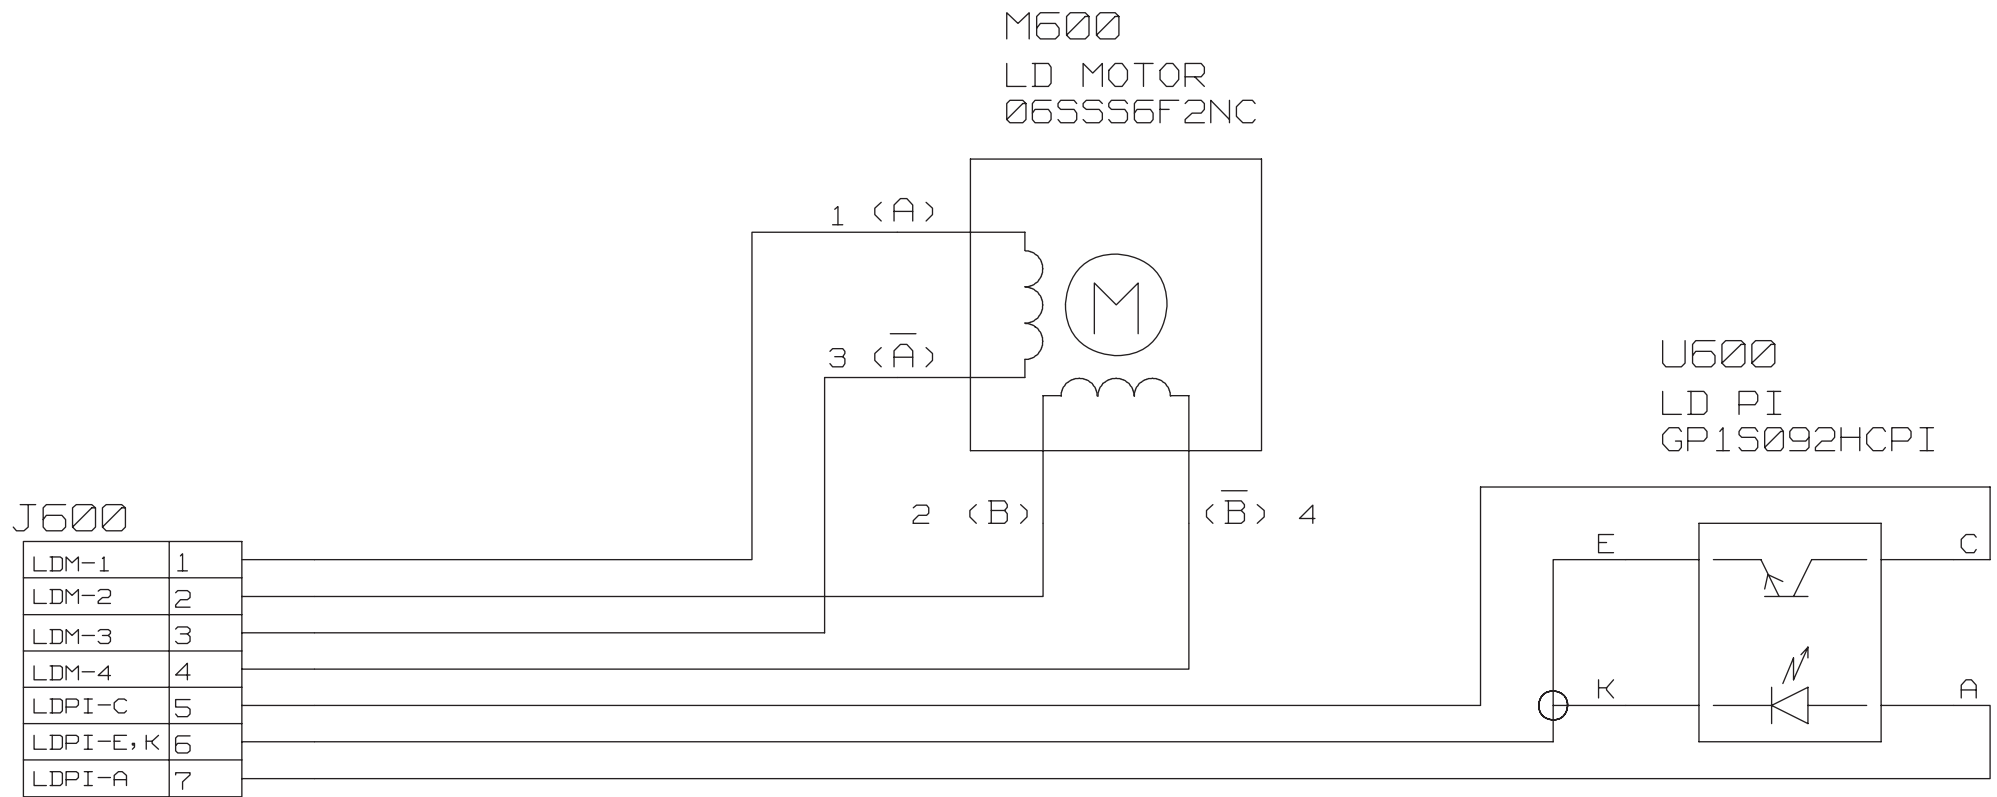 M600
LD MOTOR
06SSS6F2NC
1 (A)
M
3 (A̅)
U600
LD PI
GP1S092HCPI
2 (B)
(B̅) 4
J600
E
C
LDM-1 1
LDM-2 2
LDM-3 3
LDM-4 4
K
A
LDPI-C 5
LDPI-E,K 6
LDPI-A 7